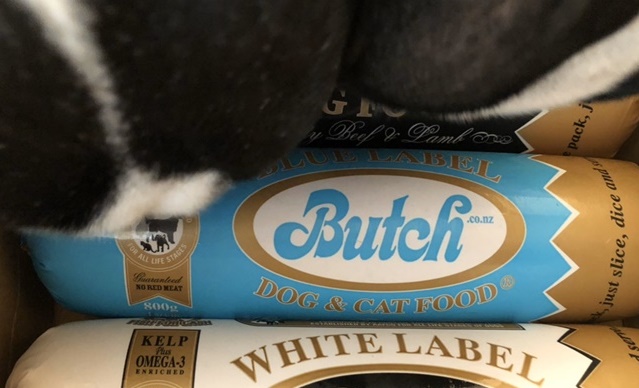 Beef & Lamb
pack, j
BLUE LABEL
Butch
.co.nz
DOG & CAT FOOD®
FOR ALL LIFE STAGES
Guaranteed
NO RED MEAT
800g
, just slice, dice and s
KELP
Plus
OMEGA-3
ENRICHED
WHITE LABEL